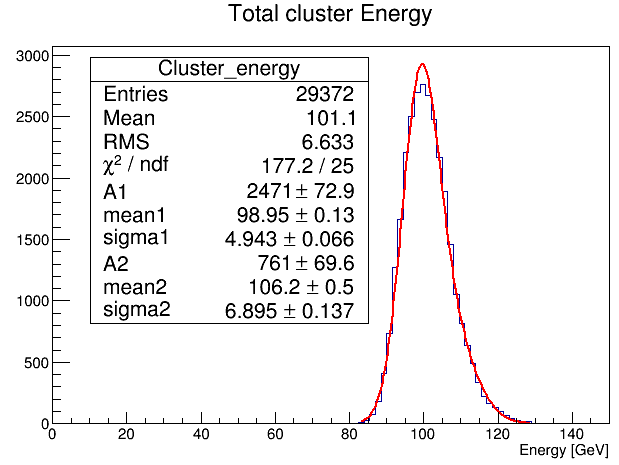 Total cluster Energy
Cluster_energy
Entries 29372
Mean 101.1
RMS 6.633
χ² / ndf 177.2 / 25
A1 2471 ± 72.9
mean1 98.95 ± 0.13
sigma1 4.943 ± 0.066
A2 761 ± 69.6
mean2 106.2 ± 0.5
sigma2 6.895 ± 0.137
3000
2500
2000
1500
1000
500
0
0 20 40 60 80 100 120 140
Energy [GeV]